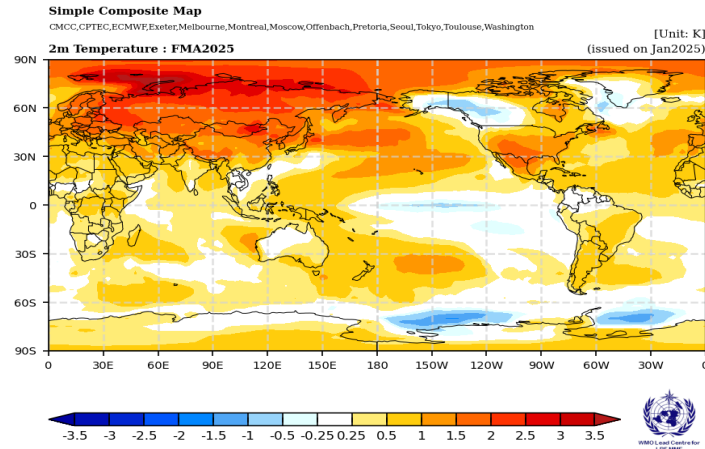 Simple Composite Map
CMCC,CPTEC,ECMWF,Exeter,Melbourne,Montreal,Moscow,Offenbach,Pretoria,Seoul,Tokyo,Toulouse,Washington
[Unit: K]
2m Temperature : FMA2025
(issued on Jan2025)
90N
60N
30N
0
30S
60S
90S
0 30E 60E 90E 120E 150E 180 150W 120W 90W 60W 30W 0
-3.5 -3 -2.5 -2 -1.5 -1 -0.5 -0.25 0.25 0.5 1 1.5 2 2.5 3 3.5
WMO Lead Centre for